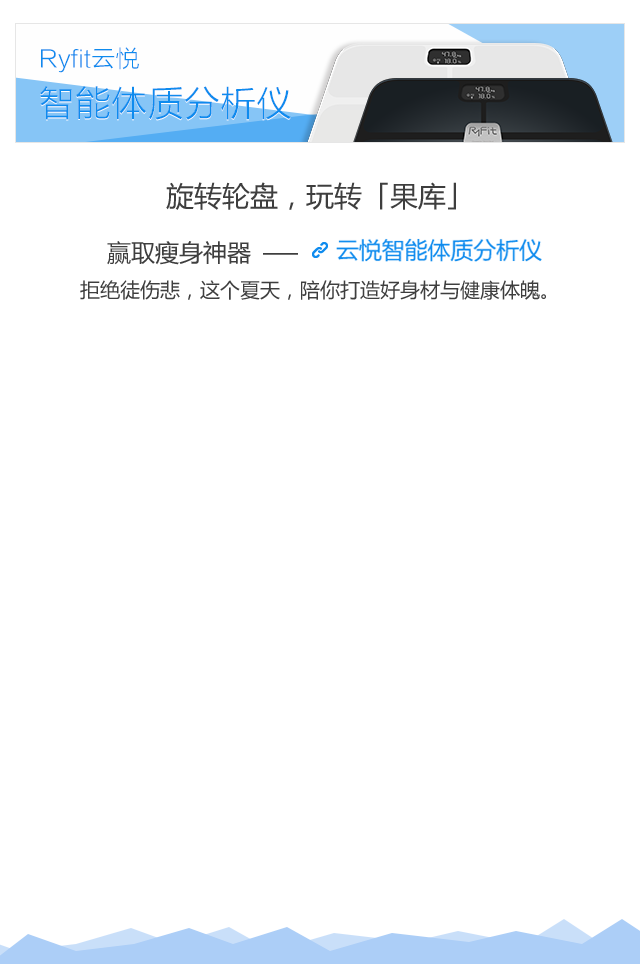 Ryfit云悦
智能体质分析仪
47.8kg
18.0%
47.8kg
18.0%
RyFit
旋转轮盘，玩转「果库」
赢取瘦身神器 —— 云悦智能体质分析仪
拒绝徒伤悲，这个夏天，陪你打造好身材与健康体魄。